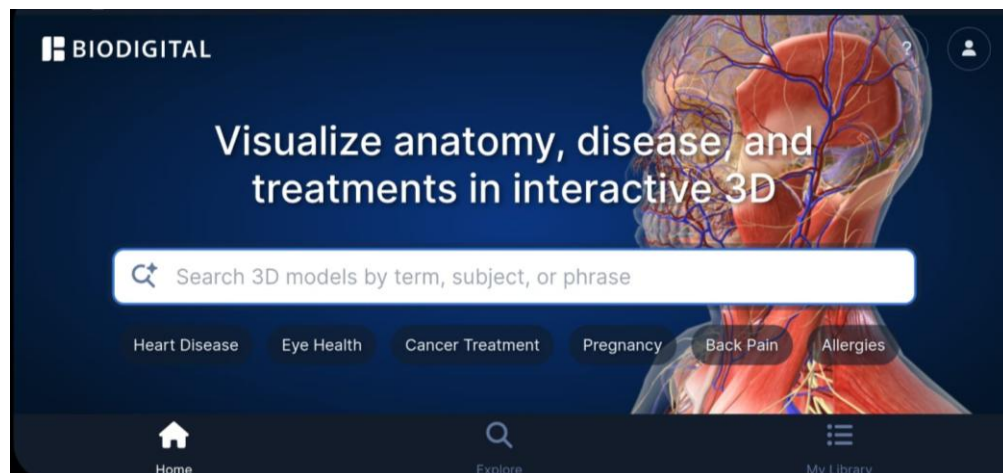 BIODIGITAL
?
Visualize anatomy, disease, and
treatments in interactive 3D
Search 3D models by term, subject, or phrase
Heart Disease Eye Health Cancer Treatment Pregnancy Back Pain Allergies
Home Explore My Library